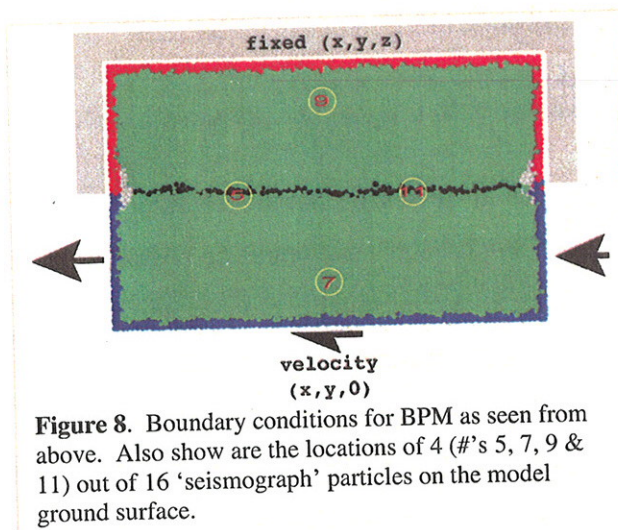 fixed (x,y,z)
9
5
11
7
velocity
(x,y,0)
Figure 8. Boundary conditions for BPM as seen from
above. Also show are the locations of 4 (#'s 5, 7, 9 &
11) out of 16 'seismograph' particles on the model
ground surface.